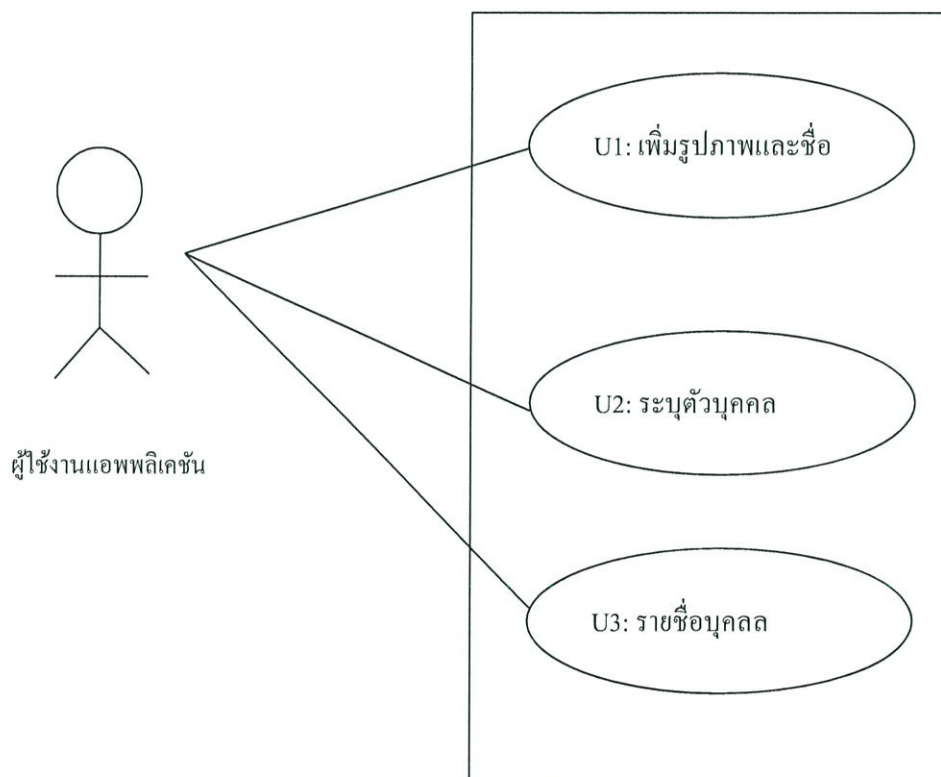 U1: เพิ่มรูปภาพและชื่อ
U2: ระบุตัวบุคคล
ผู้ใช้งานแอพพลิเคชัน
U3: รายชื่อบุคลล